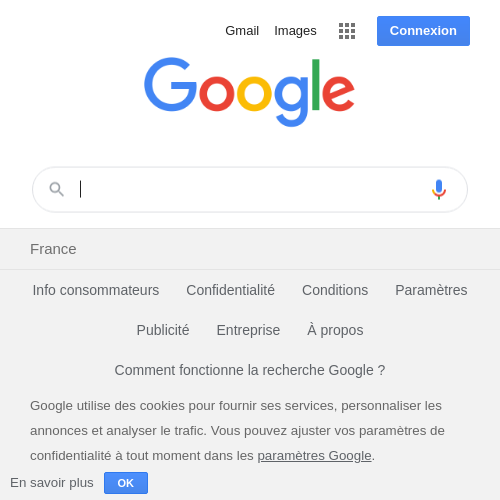 Gmail Images Connexion
Google
France
Info consommateurs Confidentialité Conditions Paramètres
Publicité Entreprise À propos
Comment fonctionne la recherche Google ?
Google utilise des cookies pour fournir ses services, personnaliser les
annonces et analyser le trafic. Vous pouvez ajuster vos paramètres de
confidentialité à tout moment dans les paramètres Google.
En savoir plus OK